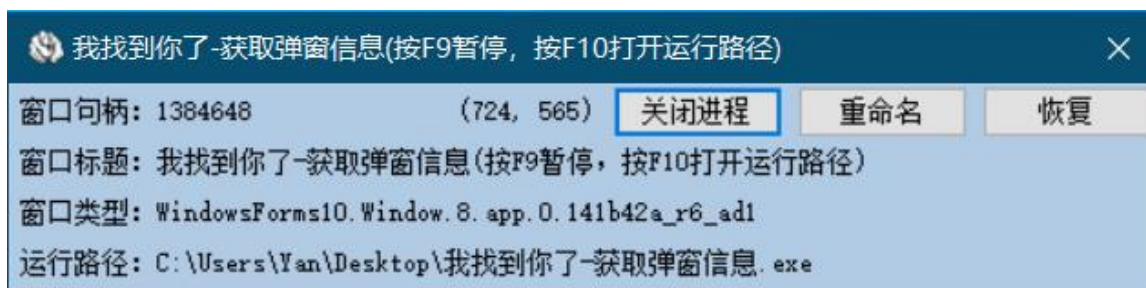 我找到你了-获取弹窗信息(按F9暂停，按F10打开运行路径)
窗口句柄: 1384648 (724, 565) 关闭进程 重命名 恢复
窗口标题: 我找到你了-获取弹窗信息(按F9暂停，按F10打开运行路径)
窗口类型: WindowsForms10.Window.8.app.0.141b42a_r6_ad1
运行路径: C:\Users\Yan\Desktop\我找到你了-获取弹窗信息.exe